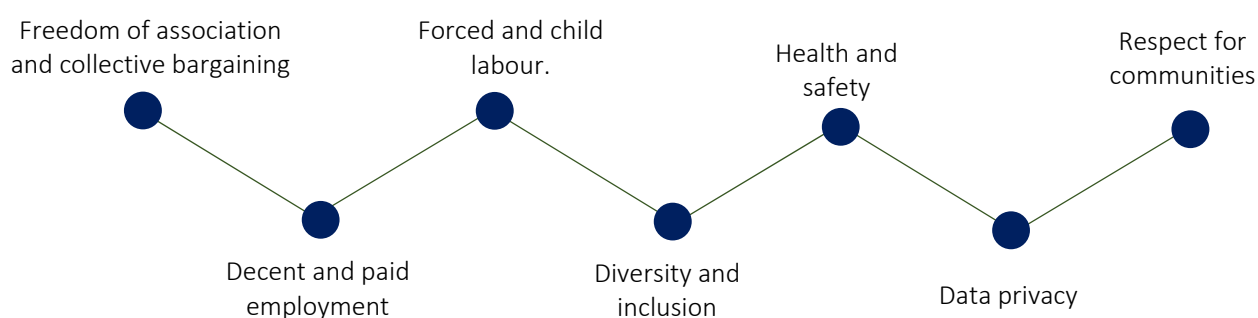 Freedom of association
and collective bargaining
Decent and paid
employment
Forced and child
labour.
Diversity and
inclusion
Health and
safety
Data privacy
Respect for
communities